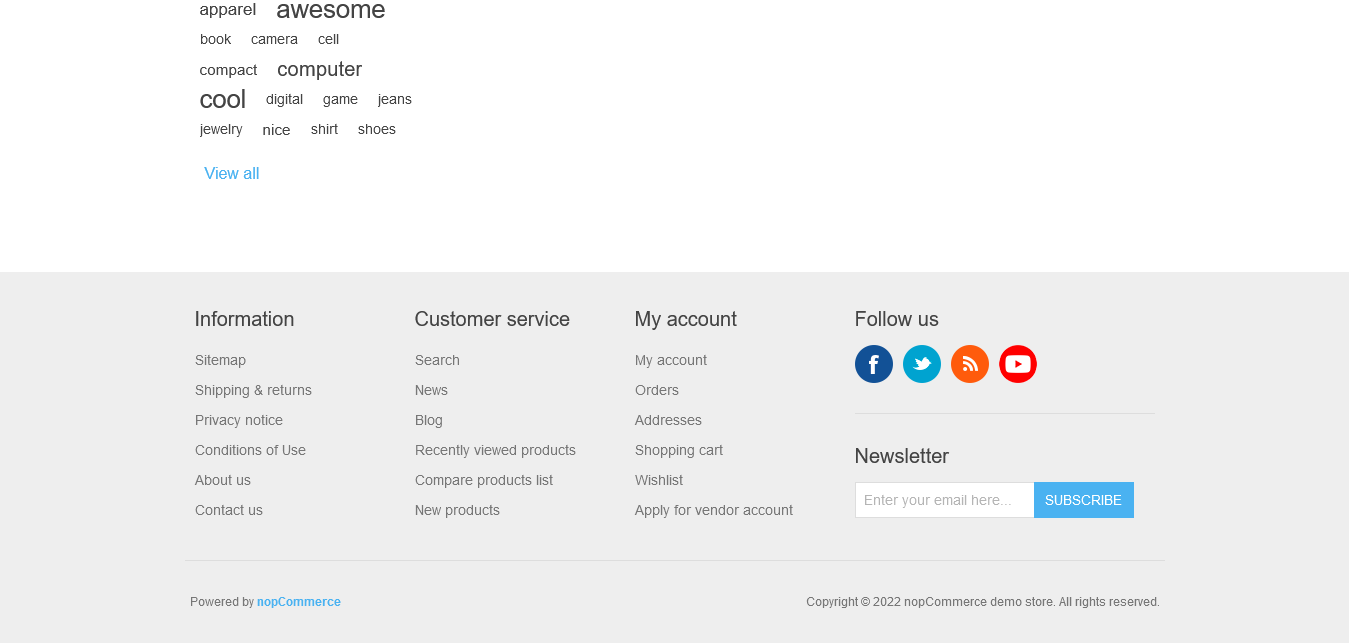 apparel awesome
book camera cell
compact computer
cool digital game jeans
jewelry nice shirt shoes
View all
Information
Sitemap
Shipping & returns
Privacy notice
Conditions of Use
About us
Contact us
Customer service
Search
News
Blog
Recently viewed products
Compare products list
New products
My account
My account
Orders
Addresses
Shopping cart
Wishlist
Apply for vendor account
Follow us
Newsletter
Enter your email here... SUBSCRIBE
Powered by nopCommerce
Copyright © 2022 nopCommerce demo store. All rights reserved.